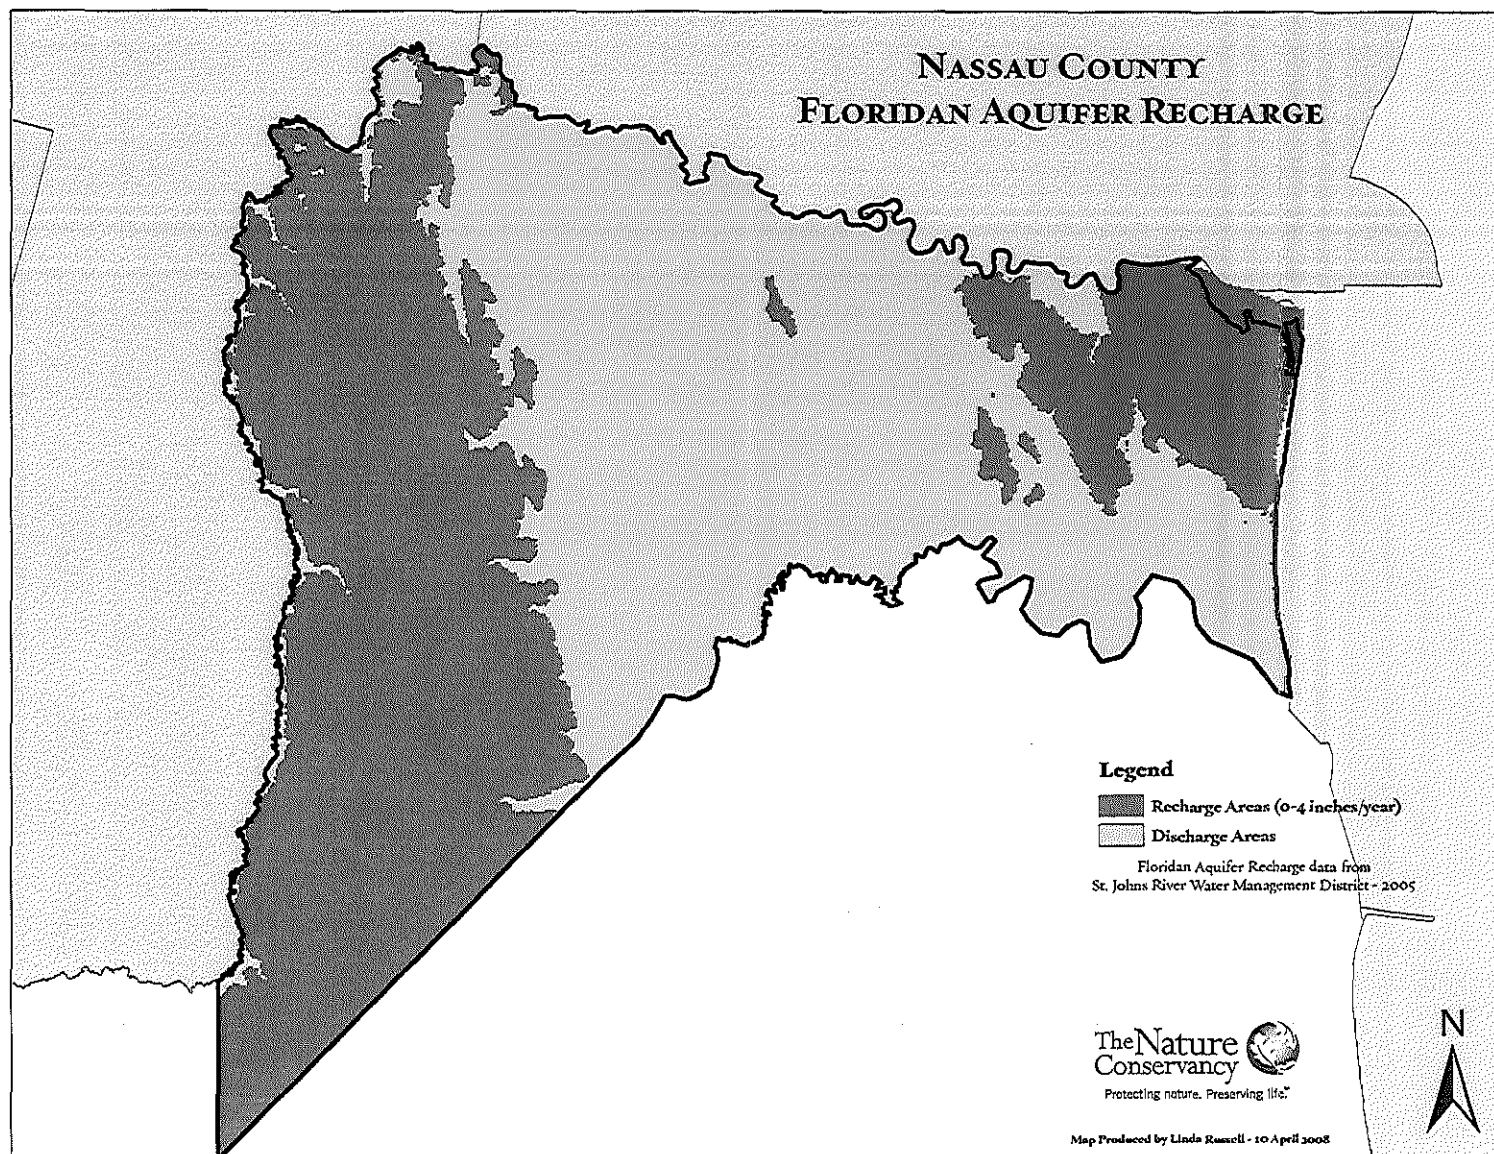 NASSAU COUNTY
FLORIDAN AQUIFER RECHARGE
Legend
Recharge Areas (0-4 inches/year)
Discharge Areas
Floridan Aquifer Recharge data from
St. Johns River Water Management District - 2005
The Nature
Conservancy
Protecting nature. Preserving life.™
N
Map Produced by Linda Russell - 10 April 2008